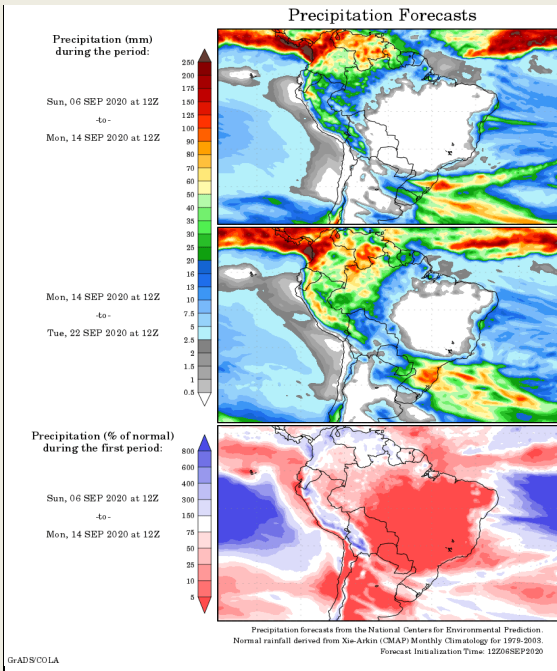 Precipitation Forecasts
Precipitation (mm)
during the period:
Sun, 06 SEP 2020 at 12Z
-to-
Mon, 14 SEP 2020 at 12Z
250
200
175
150
125
100
90
80
70
60
50
40
35
30
25
20
16
13
10
7.5
5
2.5
2
1.5
1
0.5
Mon, 14 SEP 2020 at 12Z
-to-
Tue, 22 SEP 2020 at 12Z
Precipitation (% of normal)
during the first period:
Sun, 06 SEP 2020 at 12Z
-to-
Mon, 14 SEP 2020 at 12Z
800
600
400
300
150
75
50
25
10
5
Precipitation forecasts from the National Centers for Environmental Prediction.
Normal rainfall derived from Xie-Arkin (CMAP) Monthly Climatology for 1979-2003.
Forecast Initialization Time: 12Z06SEP2020
GrADS/COLA